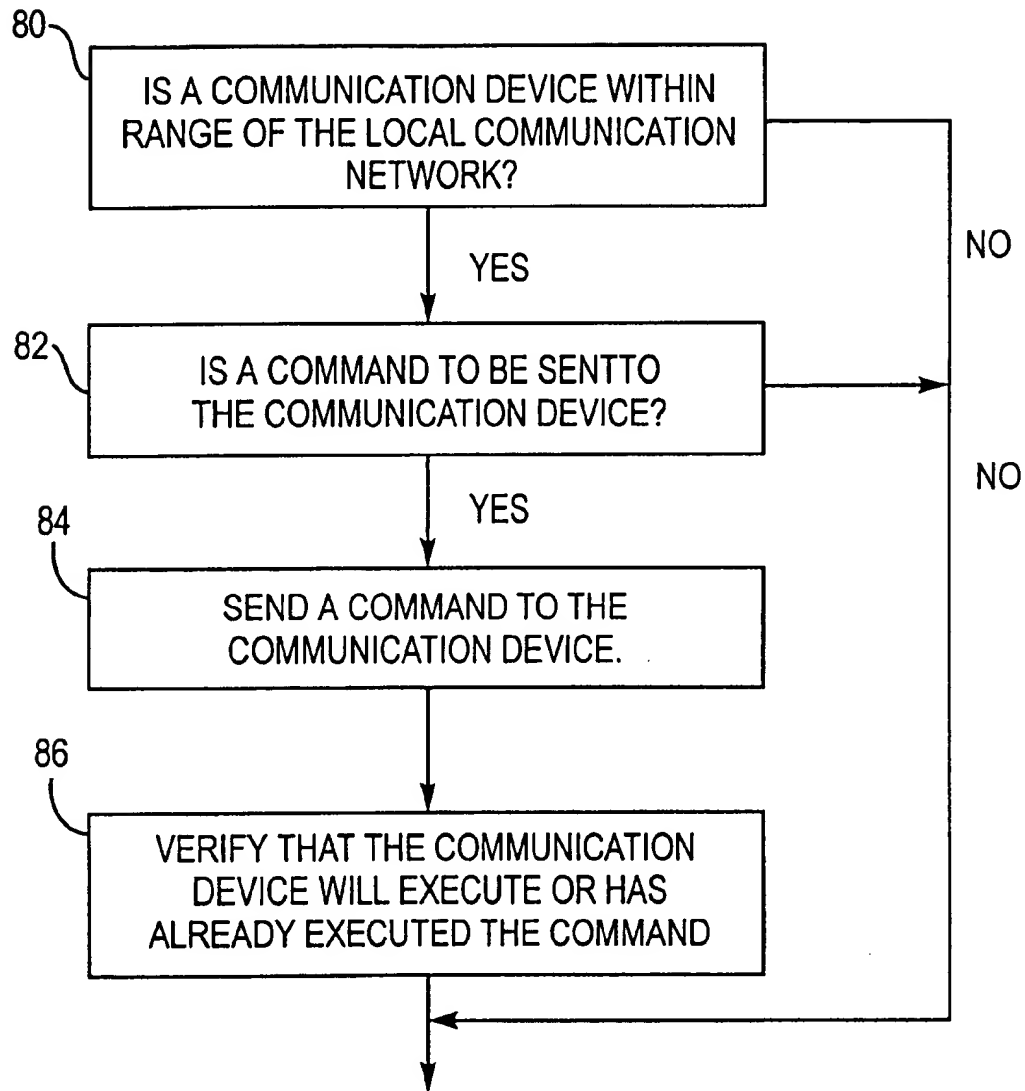 80
IS A COMMUNICATION DEVICE WITHIN
RANGE OF THE LOCAL COMMUNICATION
NETWORK?
NO
YES
82
IS A COMMAND TO BE SENTTO
THE COMMUNICATION DEVICE?
NO
YES
84
SEND A COMMAND TO THE
COMMUNICATION DEVICE.
86
VERIFY THAT THE COMMUNICATION
DEVICE WILL EXECUTE OR HAS
ALREADY EXECUTED THE COMMAND